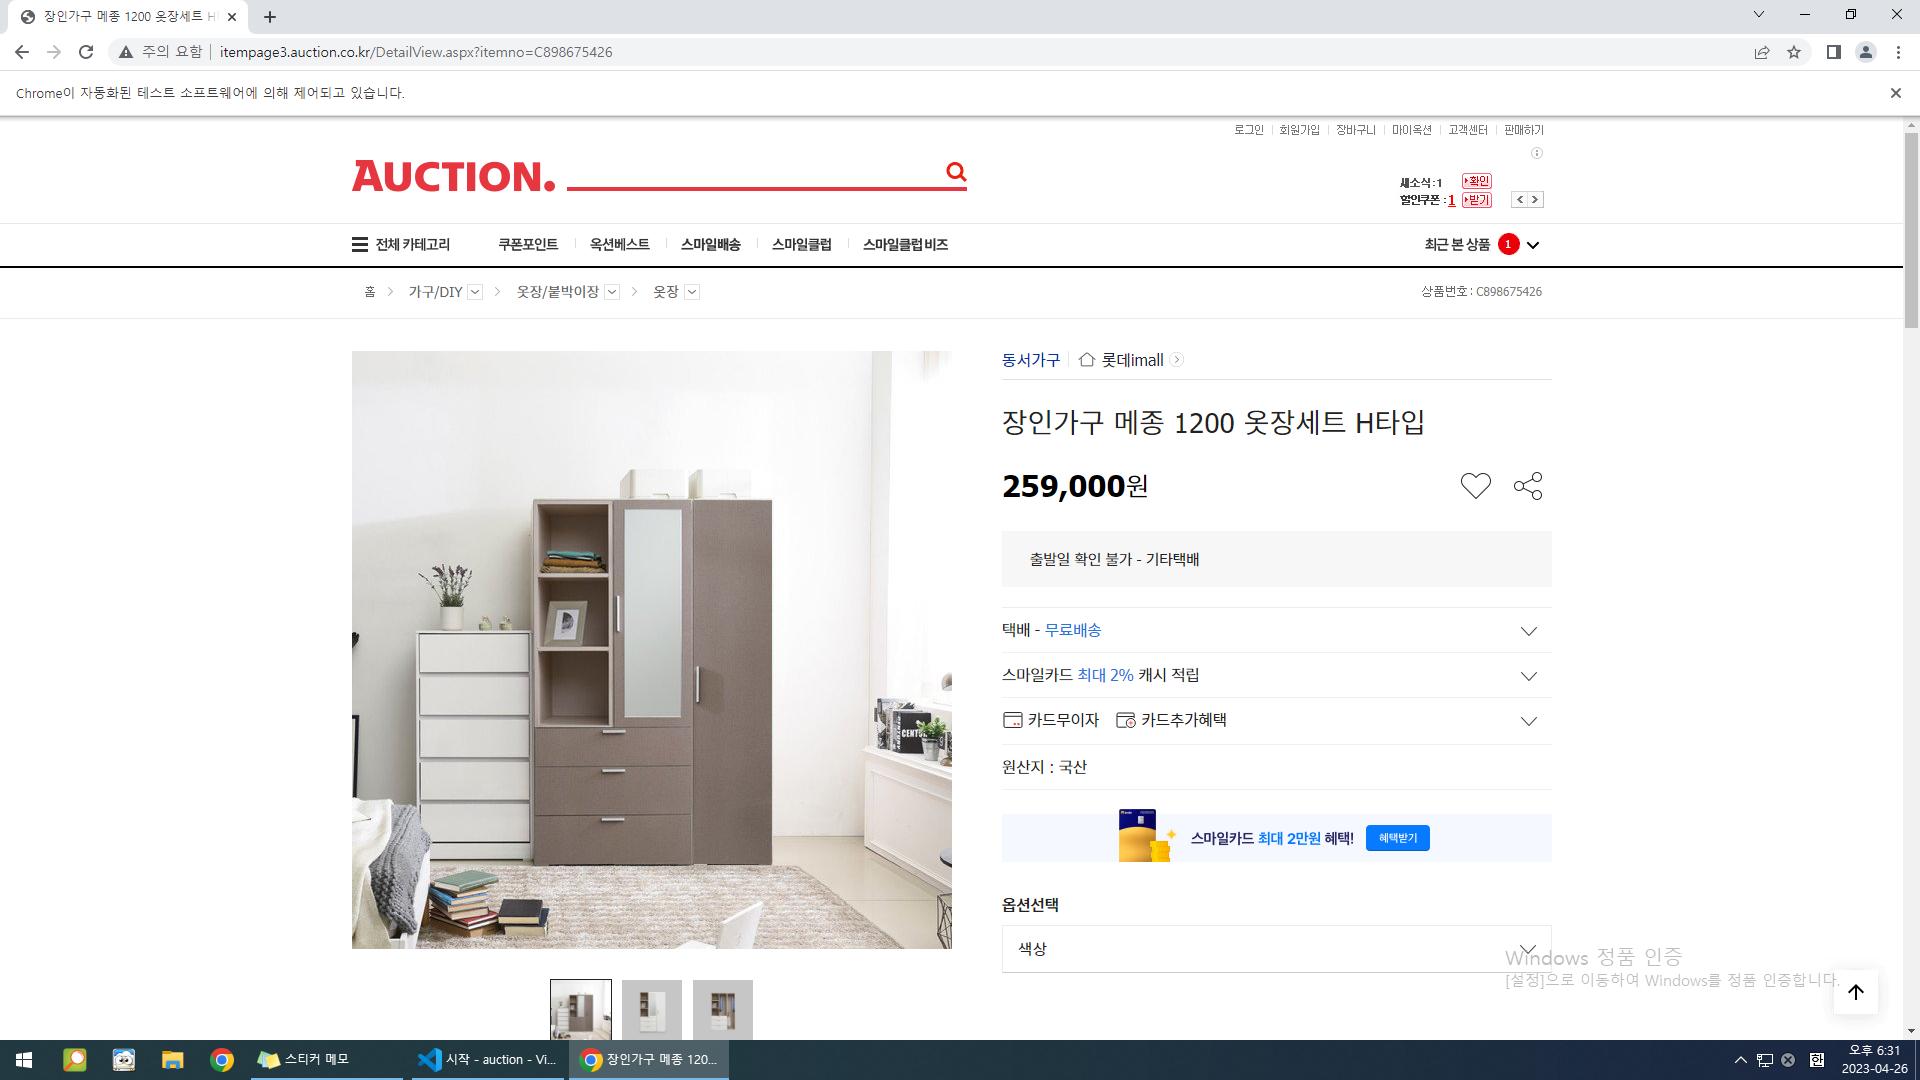 장인가구 메종 1200 옷장세트 H
주의 요함
itempage3.auction.co.kr/DetailView.aspx?itemno=C898675426
Chrome이 자동화된 테스트 소프트웨어에 의해 제어되고 있습니다.
로그인 회원가입 장바구니 마이옥션 고객센터 판매하기
AUCTION.
새소식:1 확인
할인쿠폰:1 받기
전체 카테고리 쿠폰포인트 옥션베스트 스마일배송 스마일클럽 스마일클럽 비즈 최근 본 상품 1
홈 가구/DIY 옷장/붙박이장 옷장 상품번호 : C898675426
동서가구 롯데imall
장인가구 메종 1200 옷장세트 H타입
259,000원
출발일 확인 불가 - 기타택배
택배 - 무료배송
스마일카드 최대 2% 캐시 적립
카드무이자 카드추가혜택
원산지 : 국산
스마일카드 최대 2만원 혜택! 혜택받기
옵션선택
색상
Windows 정품 인증
[설정]으로 이동하여 Windows를 정품 인증합니다.
스티커 메모
시작 - auction - Vi...
장인가구 메종 120...
한
오후 6:31
2023-04-26